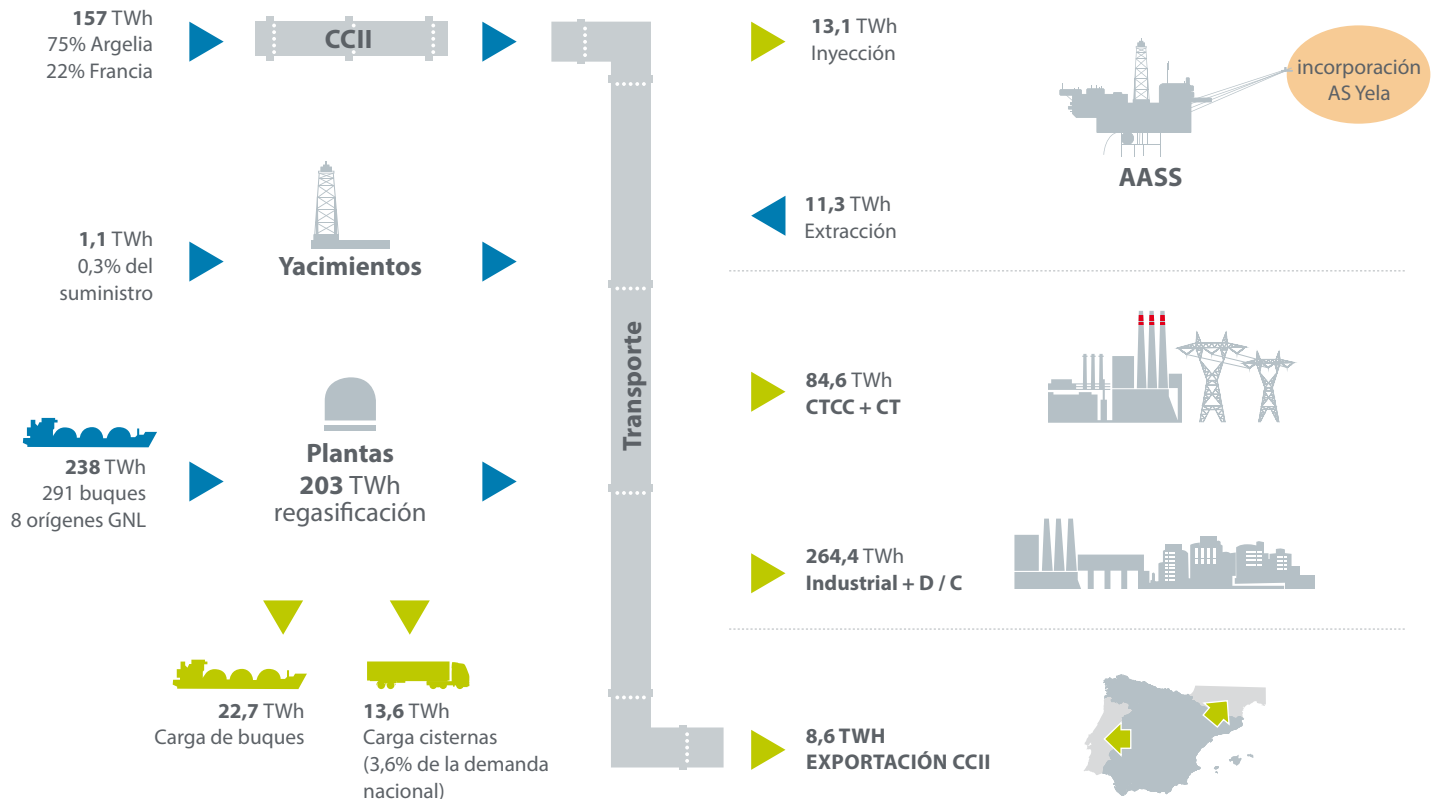 157 TWh
75% Argelia
22% Francia
CCII
13,1 TWh
Inyección
incorporación
AS Yela
AASS
11,3 TWh
Extracción
1,1 TWh
0,3% del
suministro
Yacimientos
Transporte
84,6 TWh
CTCC + CT
238 TWh
291 buques
8 orígenes GNL
Plantas
203 TWh
regasificación
264,4 TWh
Industrial + D / C
22,7 TWh
Carga de buques
13,6 TWh
Carga cisternas
(3,6% de la demanda
nacional)
8,6 TWH
EXPORTACIÓN CCII